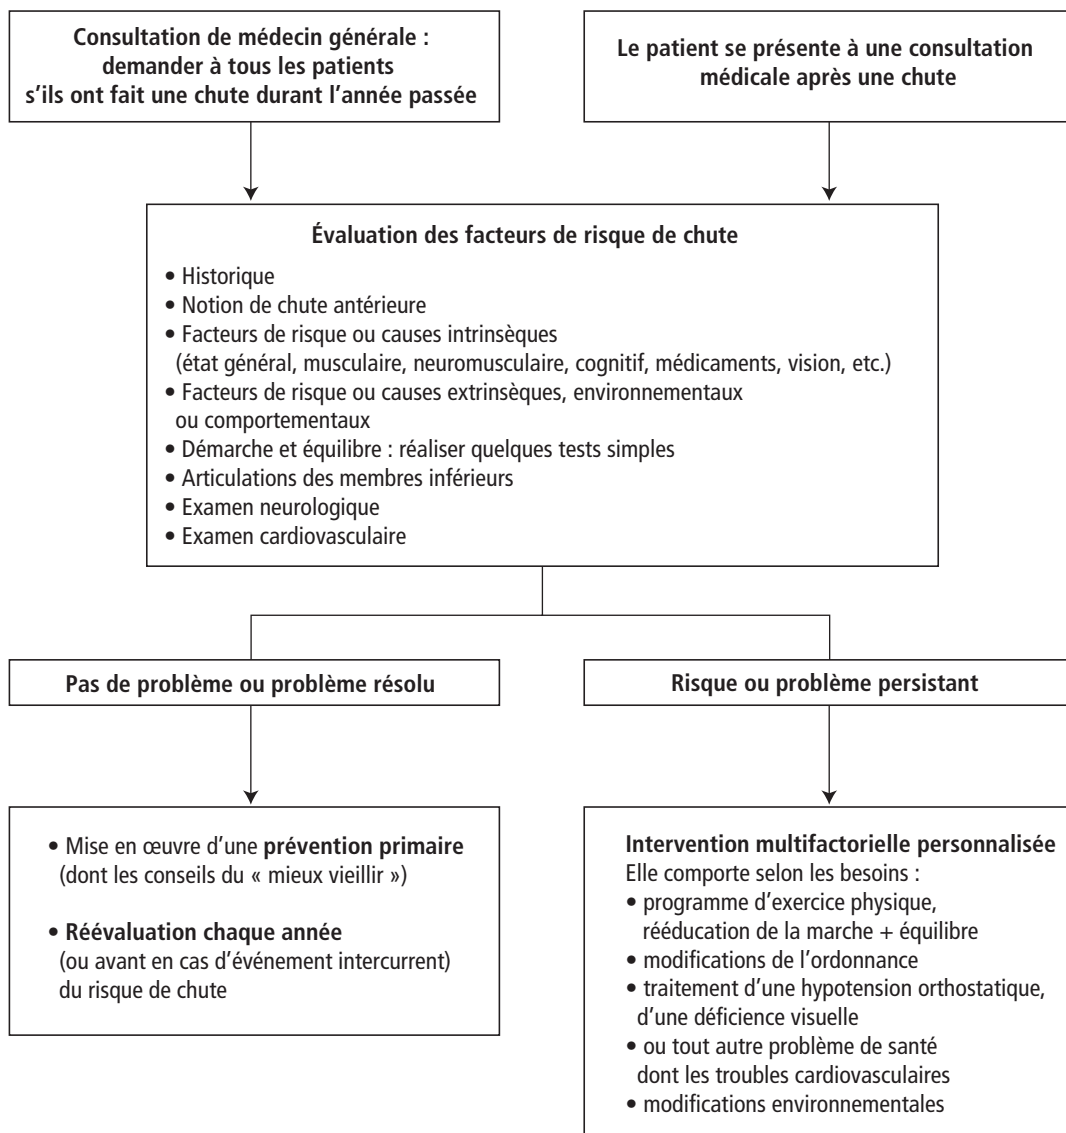 Consultation de médecin générale :
demander à tous les patients
s'ils ont fait une chute durant l'année passée
Le patient se présente à une consultation
médicale après une chute
Évaluation des facteurs de risque de chute
• Historique
• Notion de chute antérieure
• Facteurs de risque ou causes intrinsèques
(état général, musculaire, neuromusculaire, cognitif, médicaments, vision, etc.)
• Facteurs de risque ou causes extrinsèques, environnementaux
ou comportementaux
• Démarche et équilibre : réaliser quelques tests simples
• Articulations des membres inférieurs
• Examen neurologique
• Examen cardiovasculaire
Pas de problème ou problème résolu
Risque ou problème persistant
• Mise en œuvre d'une prévention primaire
(dont les conseils du « mieux vieillir »)
• Réévaluation chaque année
(ou avant en cas d'événement intercurrent)
du risque de chute
Intervention multifactorielle personnalisée
Elle comporte selon les besoins :
• programme d'exercice physique,
rééducation de la marche + équilibre
• modifications de l'ordonnance
• traitement d'une hypotension orthostatique,
d'une déficience visuelle
• ou tout autre problème de santé
dont les troubles cardiovasculaires
• modifications environnementales